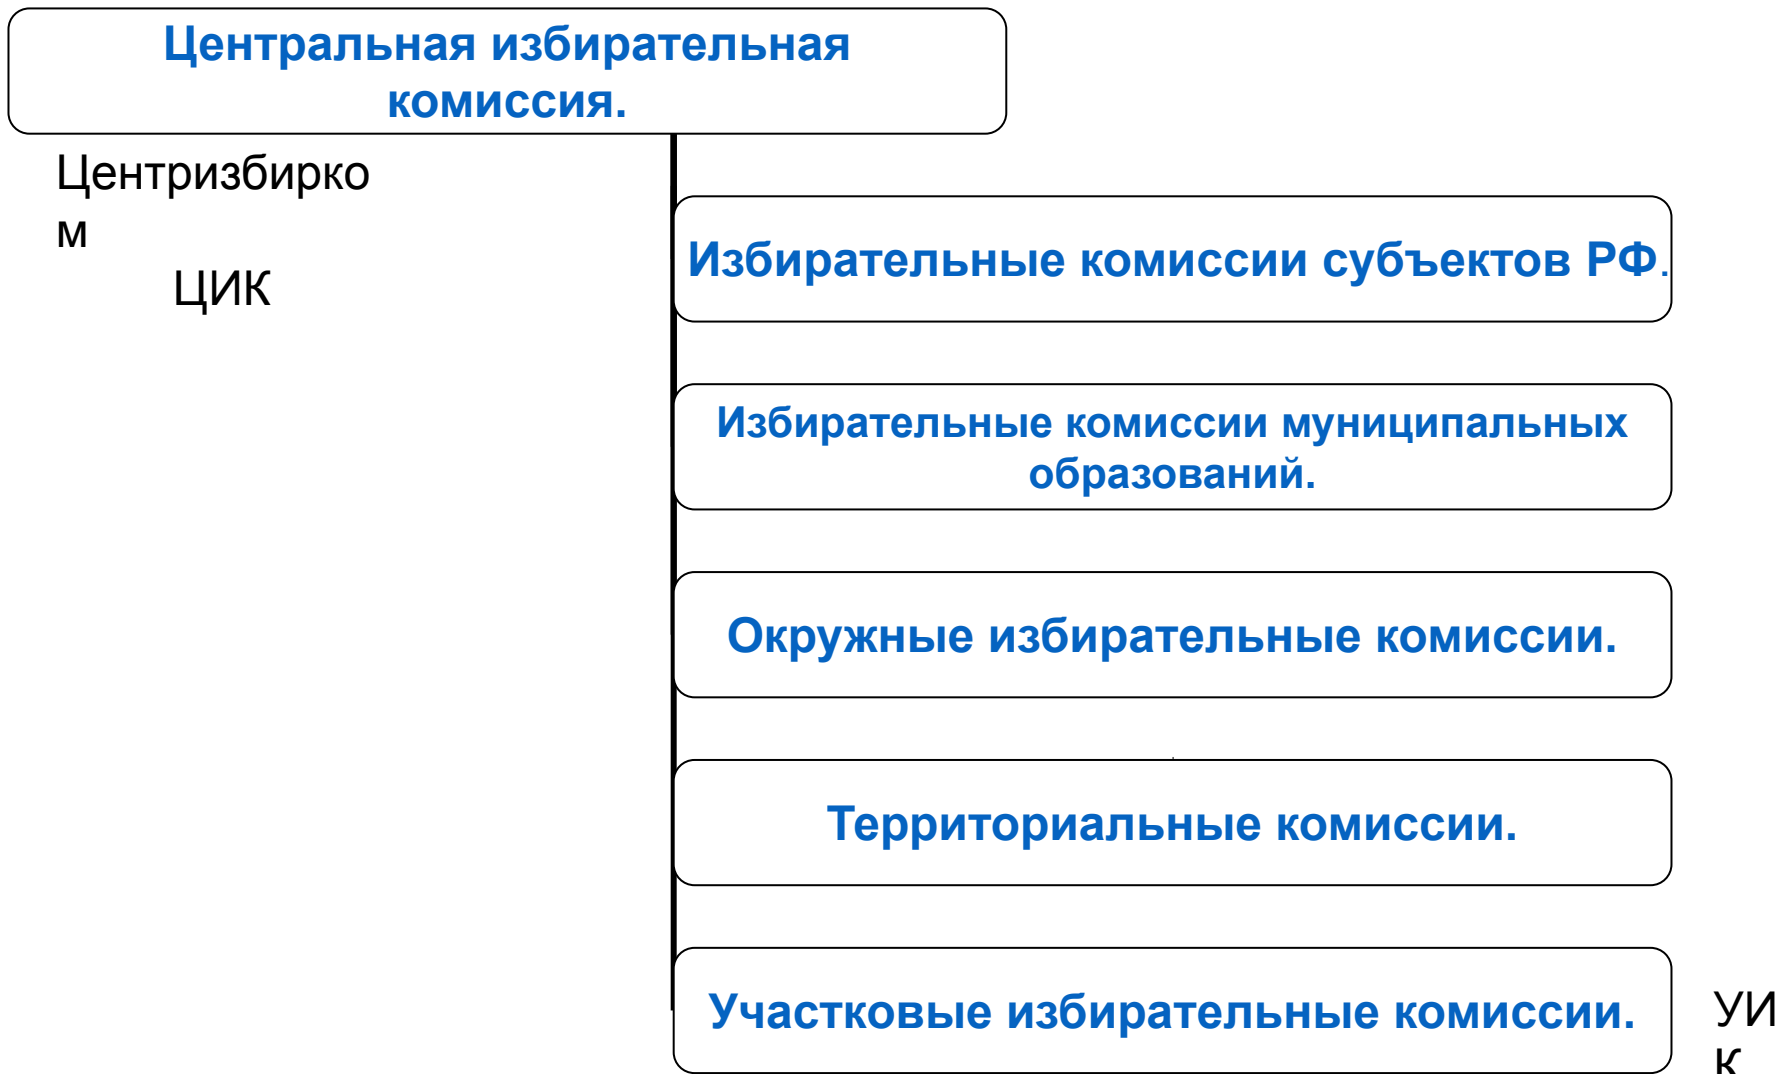 Центральная избирательная
комиссия.
Центризбирко
м
ЦИК
Избирательные комиссии субъектов РФ.
Избирательные комиссии муниципальных
образований.
Окружные избирательные комиссии.
Территориальные комиссии.
Участковые избирательные комиссии.
УИ
К